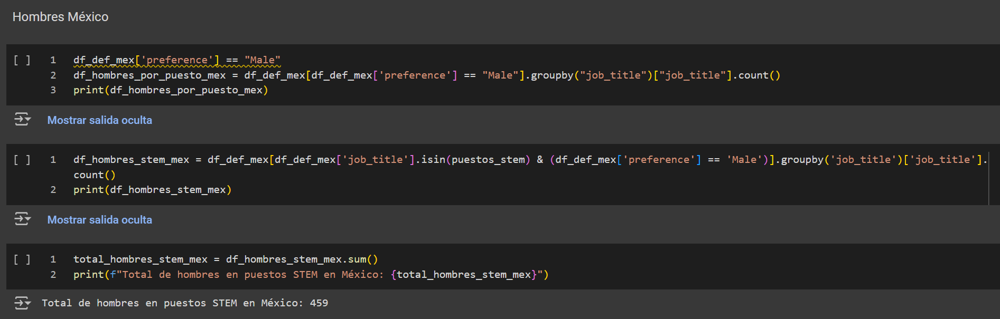 Hombres México
[ ] 1 df_def_mex['preference'] == "Male"
2 df_hombres_por_puesto_mex = df_def_mex[df_def_mex['preference'] == "Male"].groupby("job_title")["job_title"].count()
3 print(df_hombres_por_puesto_mex)
Mostrar salida oculta
[ ] 1 df_hombres_stem_mex = df_def_mex[df_def_mex['job_title'].isin(puestos_stem) & (df_def_mex['preference'] == 'Male')].groupby('job_title')['job_title'].
count()
2 print(df_hombres_stem_mex)
Mostrar salida oculta
[ ] 1 total_hombres_stem_mex = df_hombres_stem_mex.sum()
2 print(f"Total de hombres en puestos STEM en México: {total_hombres_stem_mex}")
Total de hombres en puestos STEM en México: 459